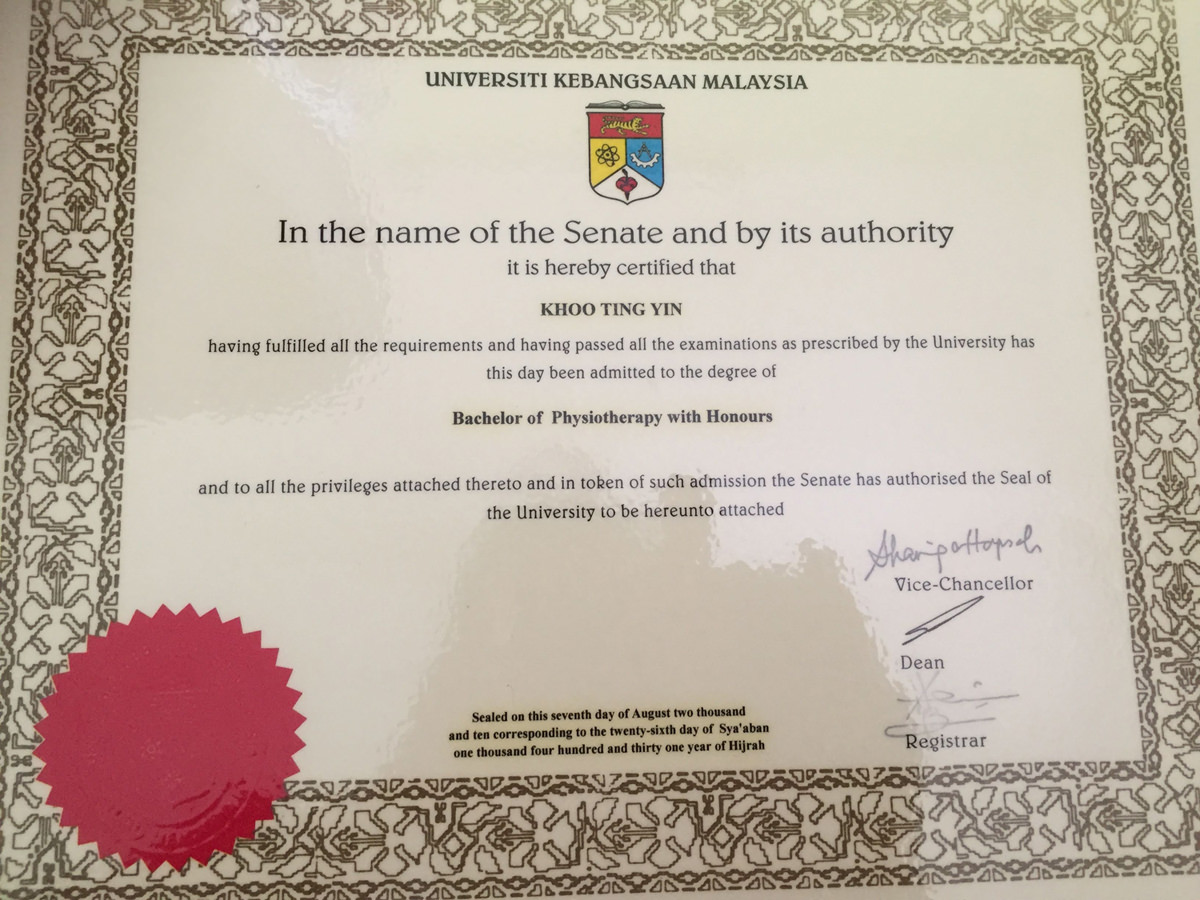 UNIVERSITI KEBANGSAAN MALAYSIA
In the name of the Senate and by its authority
it is hereby certified that
KHOO TING YIN
having fulfilled all the requirements and having passed all the examinations as prescribed by the University has
this day been admitted to the degree of
Bachelor of Physiotherapy with Honours
and to all the privileges attached thereto and in token of such admission the Senate has authorised the Seal of
the University to be hereunto attached
Vice-Chancellor
Dean
Registrar
Sealed on this seventh day of August two thousand
and ten corresponding to the twenty-sixth day of Sya'aban
one thousand four hundred and thirty one year of Hijrah